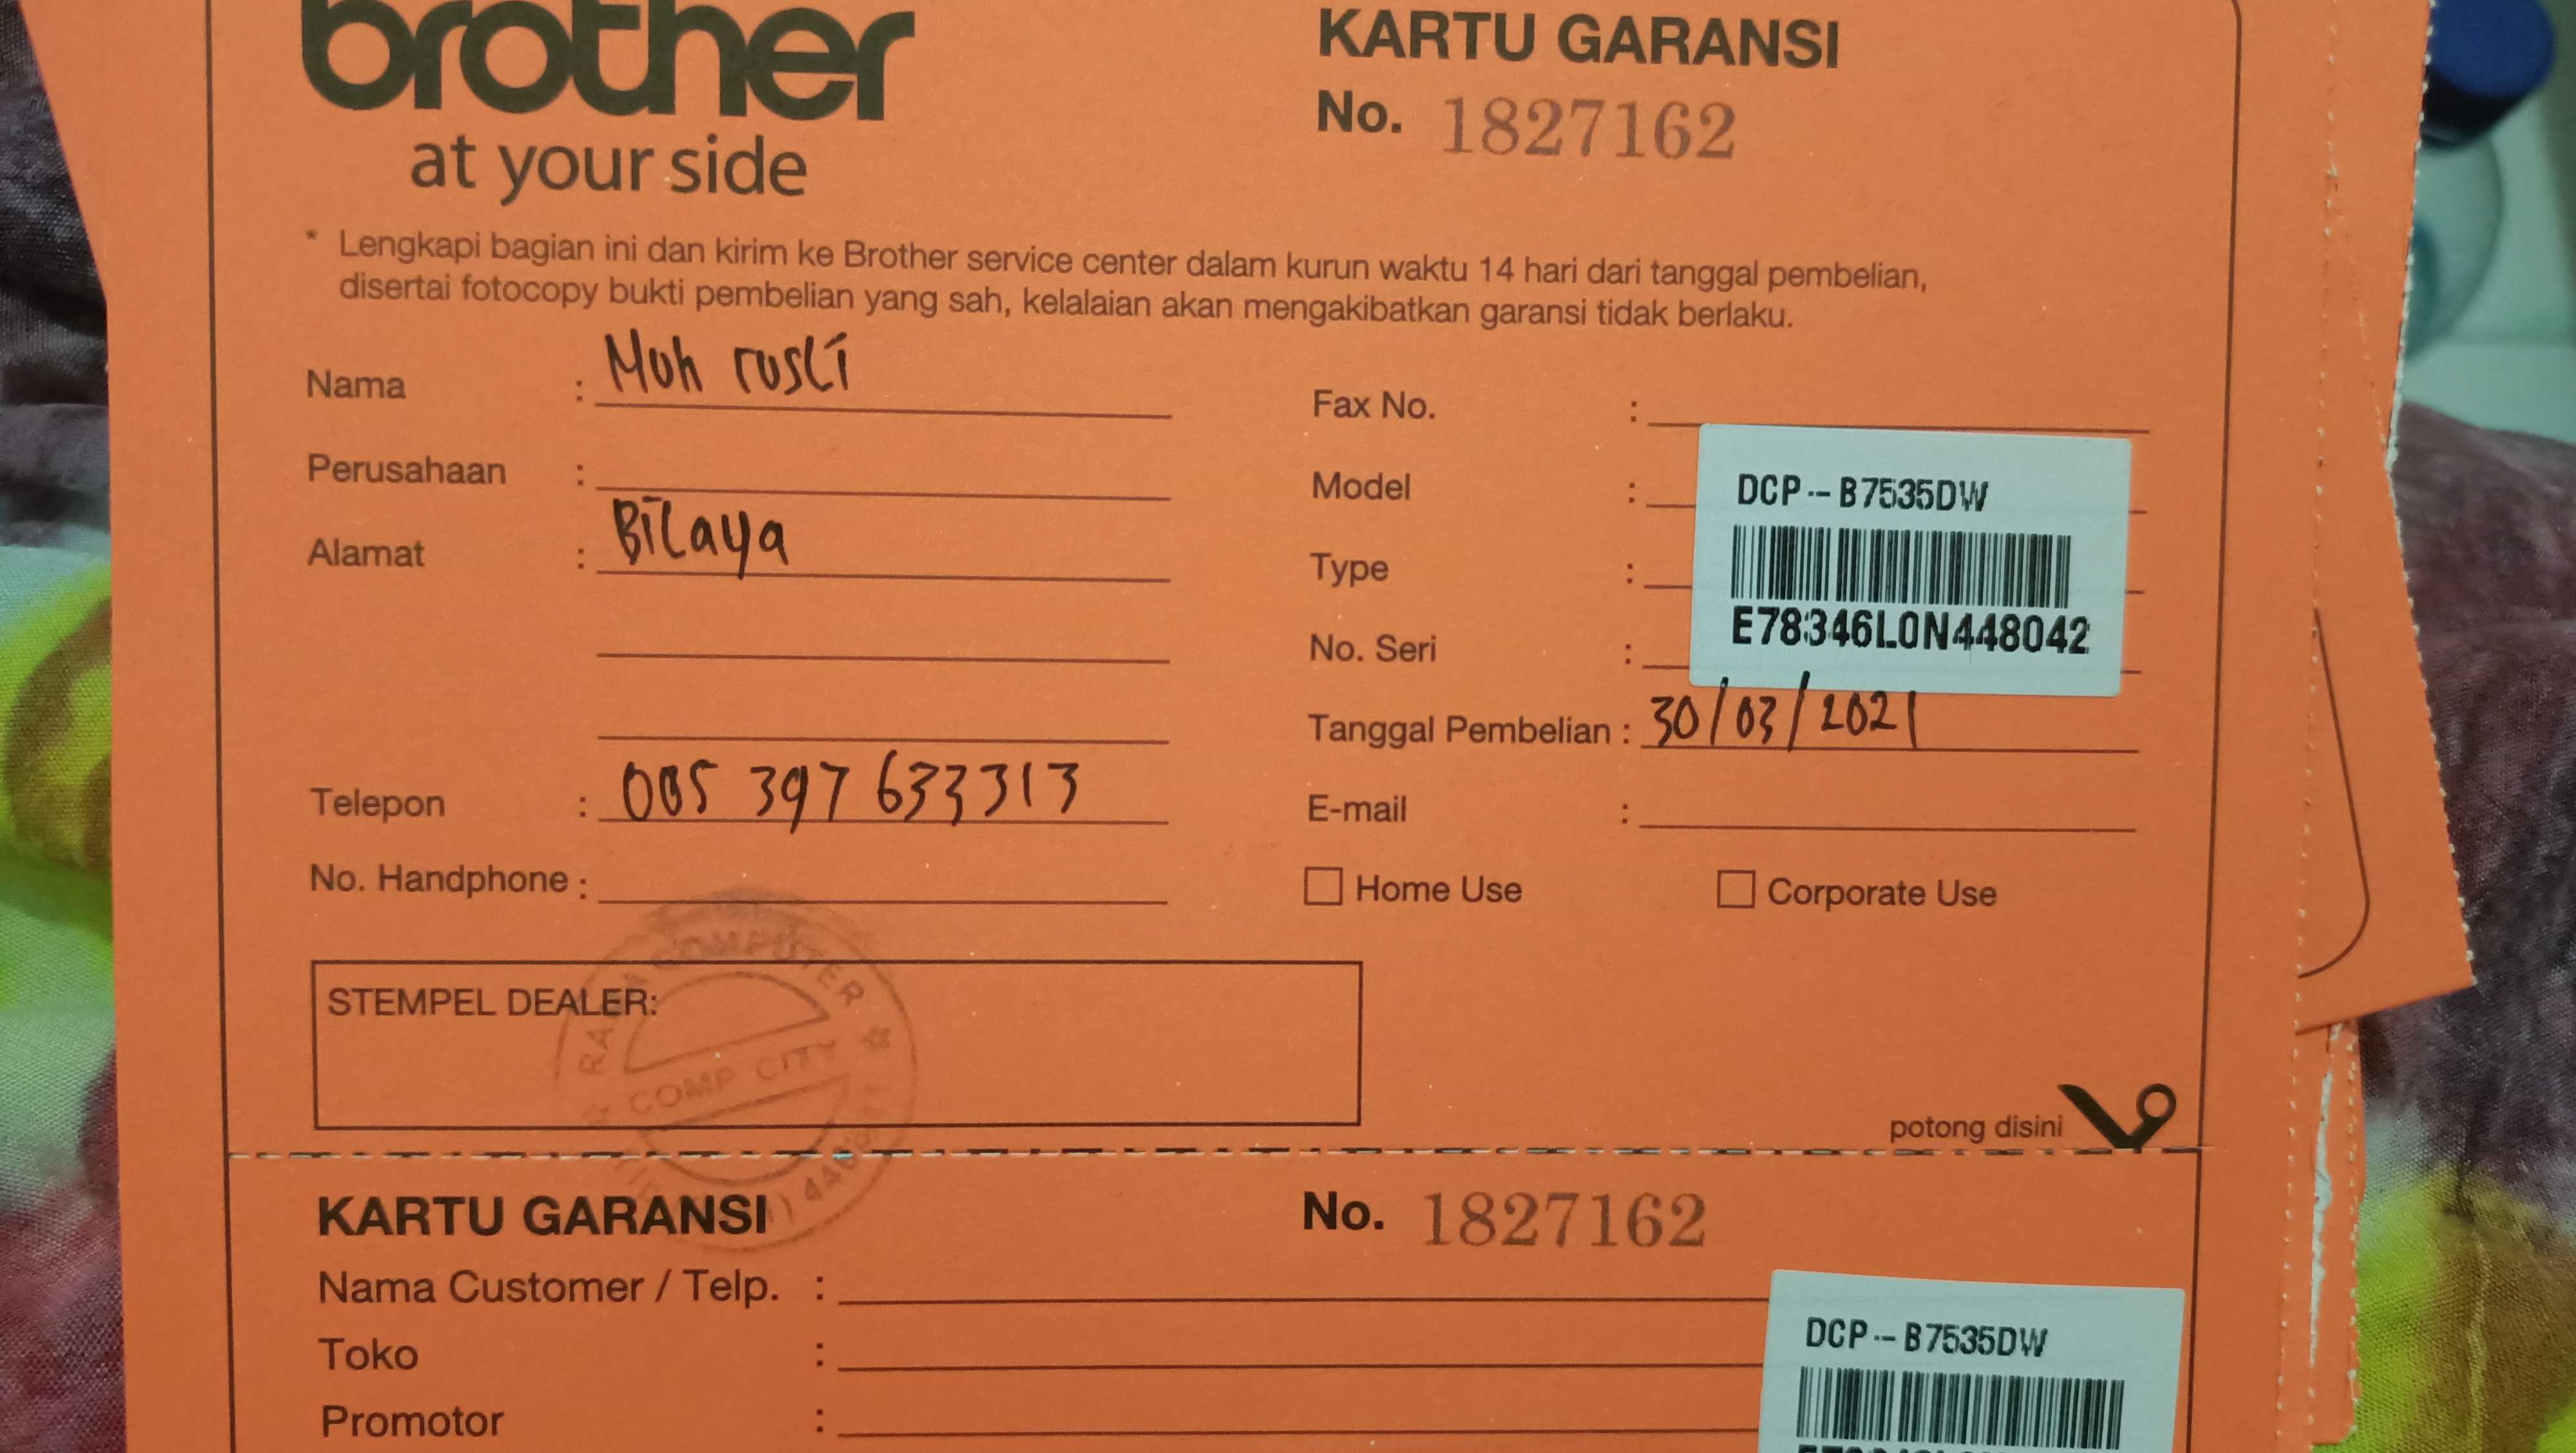 brother
at your side
KARTU GARANSI
No. 1827162
* Lengkapi bagian ini dan kirim ke Brother service center dalam kurun waktu 14 hari dari tanggal pembelian,
disertai fotocopy bukti pembelian yang sah, kelalaian akan mengakibatkan garansi tidak berlaku.
Nama : Muh rusli
Perusahaan :
Alamat : Bilaya
Telepon : 085 397 633313
No. Handphone :
Fax No. :
Model : DCP-B7535DW
Type :
No. Seri : E78346L0N448042
Tanggal Pembelian : 30/03/2021
E-mail :
Home Use Corporate Use
STEMPEL DEALER:
COMPUTER
COMP CITY
potong disini
KARTU GARANSI
No. 1827162
Nama Customer / Telp. :
Toko :
Promotor :
DCP-B7535DW